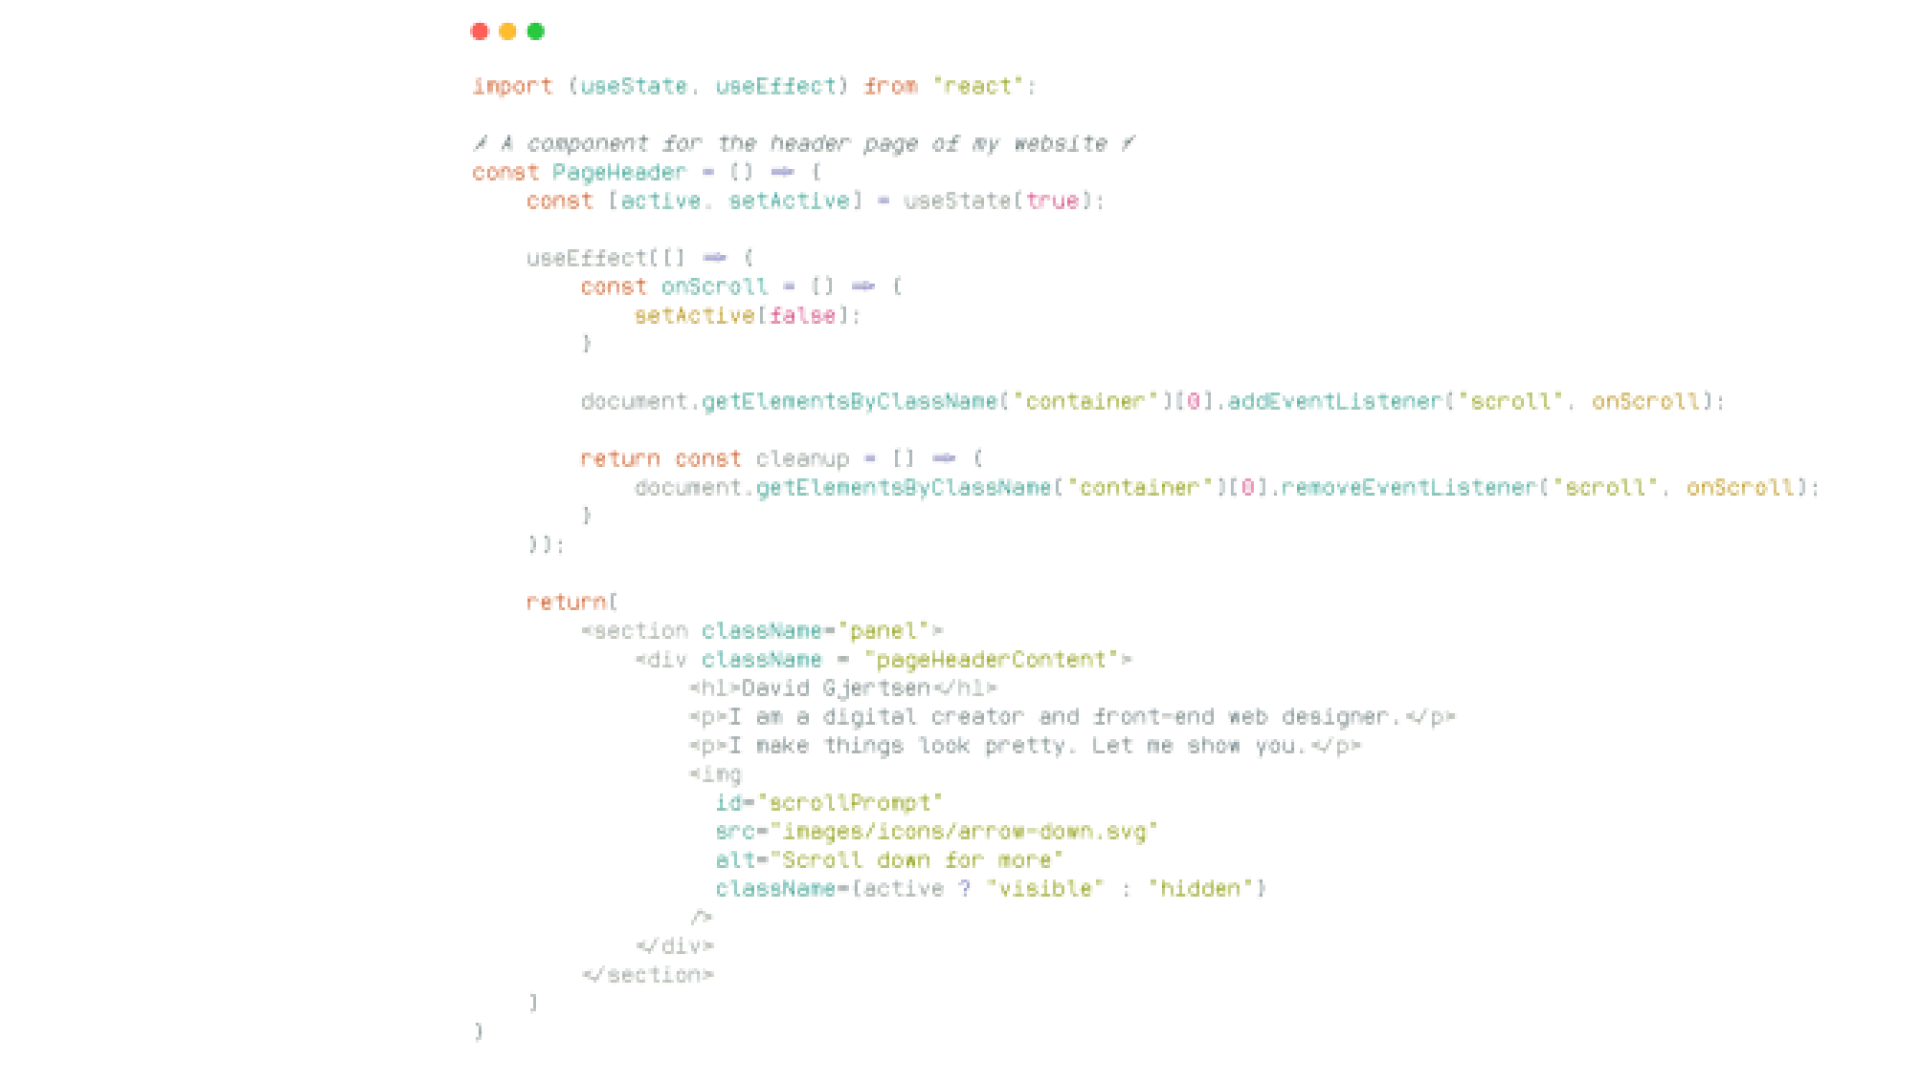 import {useState, useEffect} from "react";
/* A component for the header page of my website */
const PageHeader = () => {
const [active, setActive] = useState(true);
useEffect(() => {
const onScroll = () => {
setActive(false);
}
document.getElementsByClassName("container")[0].addEventListener("scroll", onScroll);
return const cleanup = () => {
document.getElementsByClassName("container")[0].removeEventListener("scroll", onScroll);
}
});
return(
<section className="panel">
<div className = "pageHeaderContent">
<h1>David Gjertsen</h1>
<p>I am a digital creator and front-end web designer.</p>
<p>I make things look pretty. Let me show you.</p>
<img
id="scrollPrompt"
src="images/icons/arrow-down.svg"
alt="Scroll down for more"
className={active ? "visible" : "hidden"}
/>
</div>
</section>
)
}